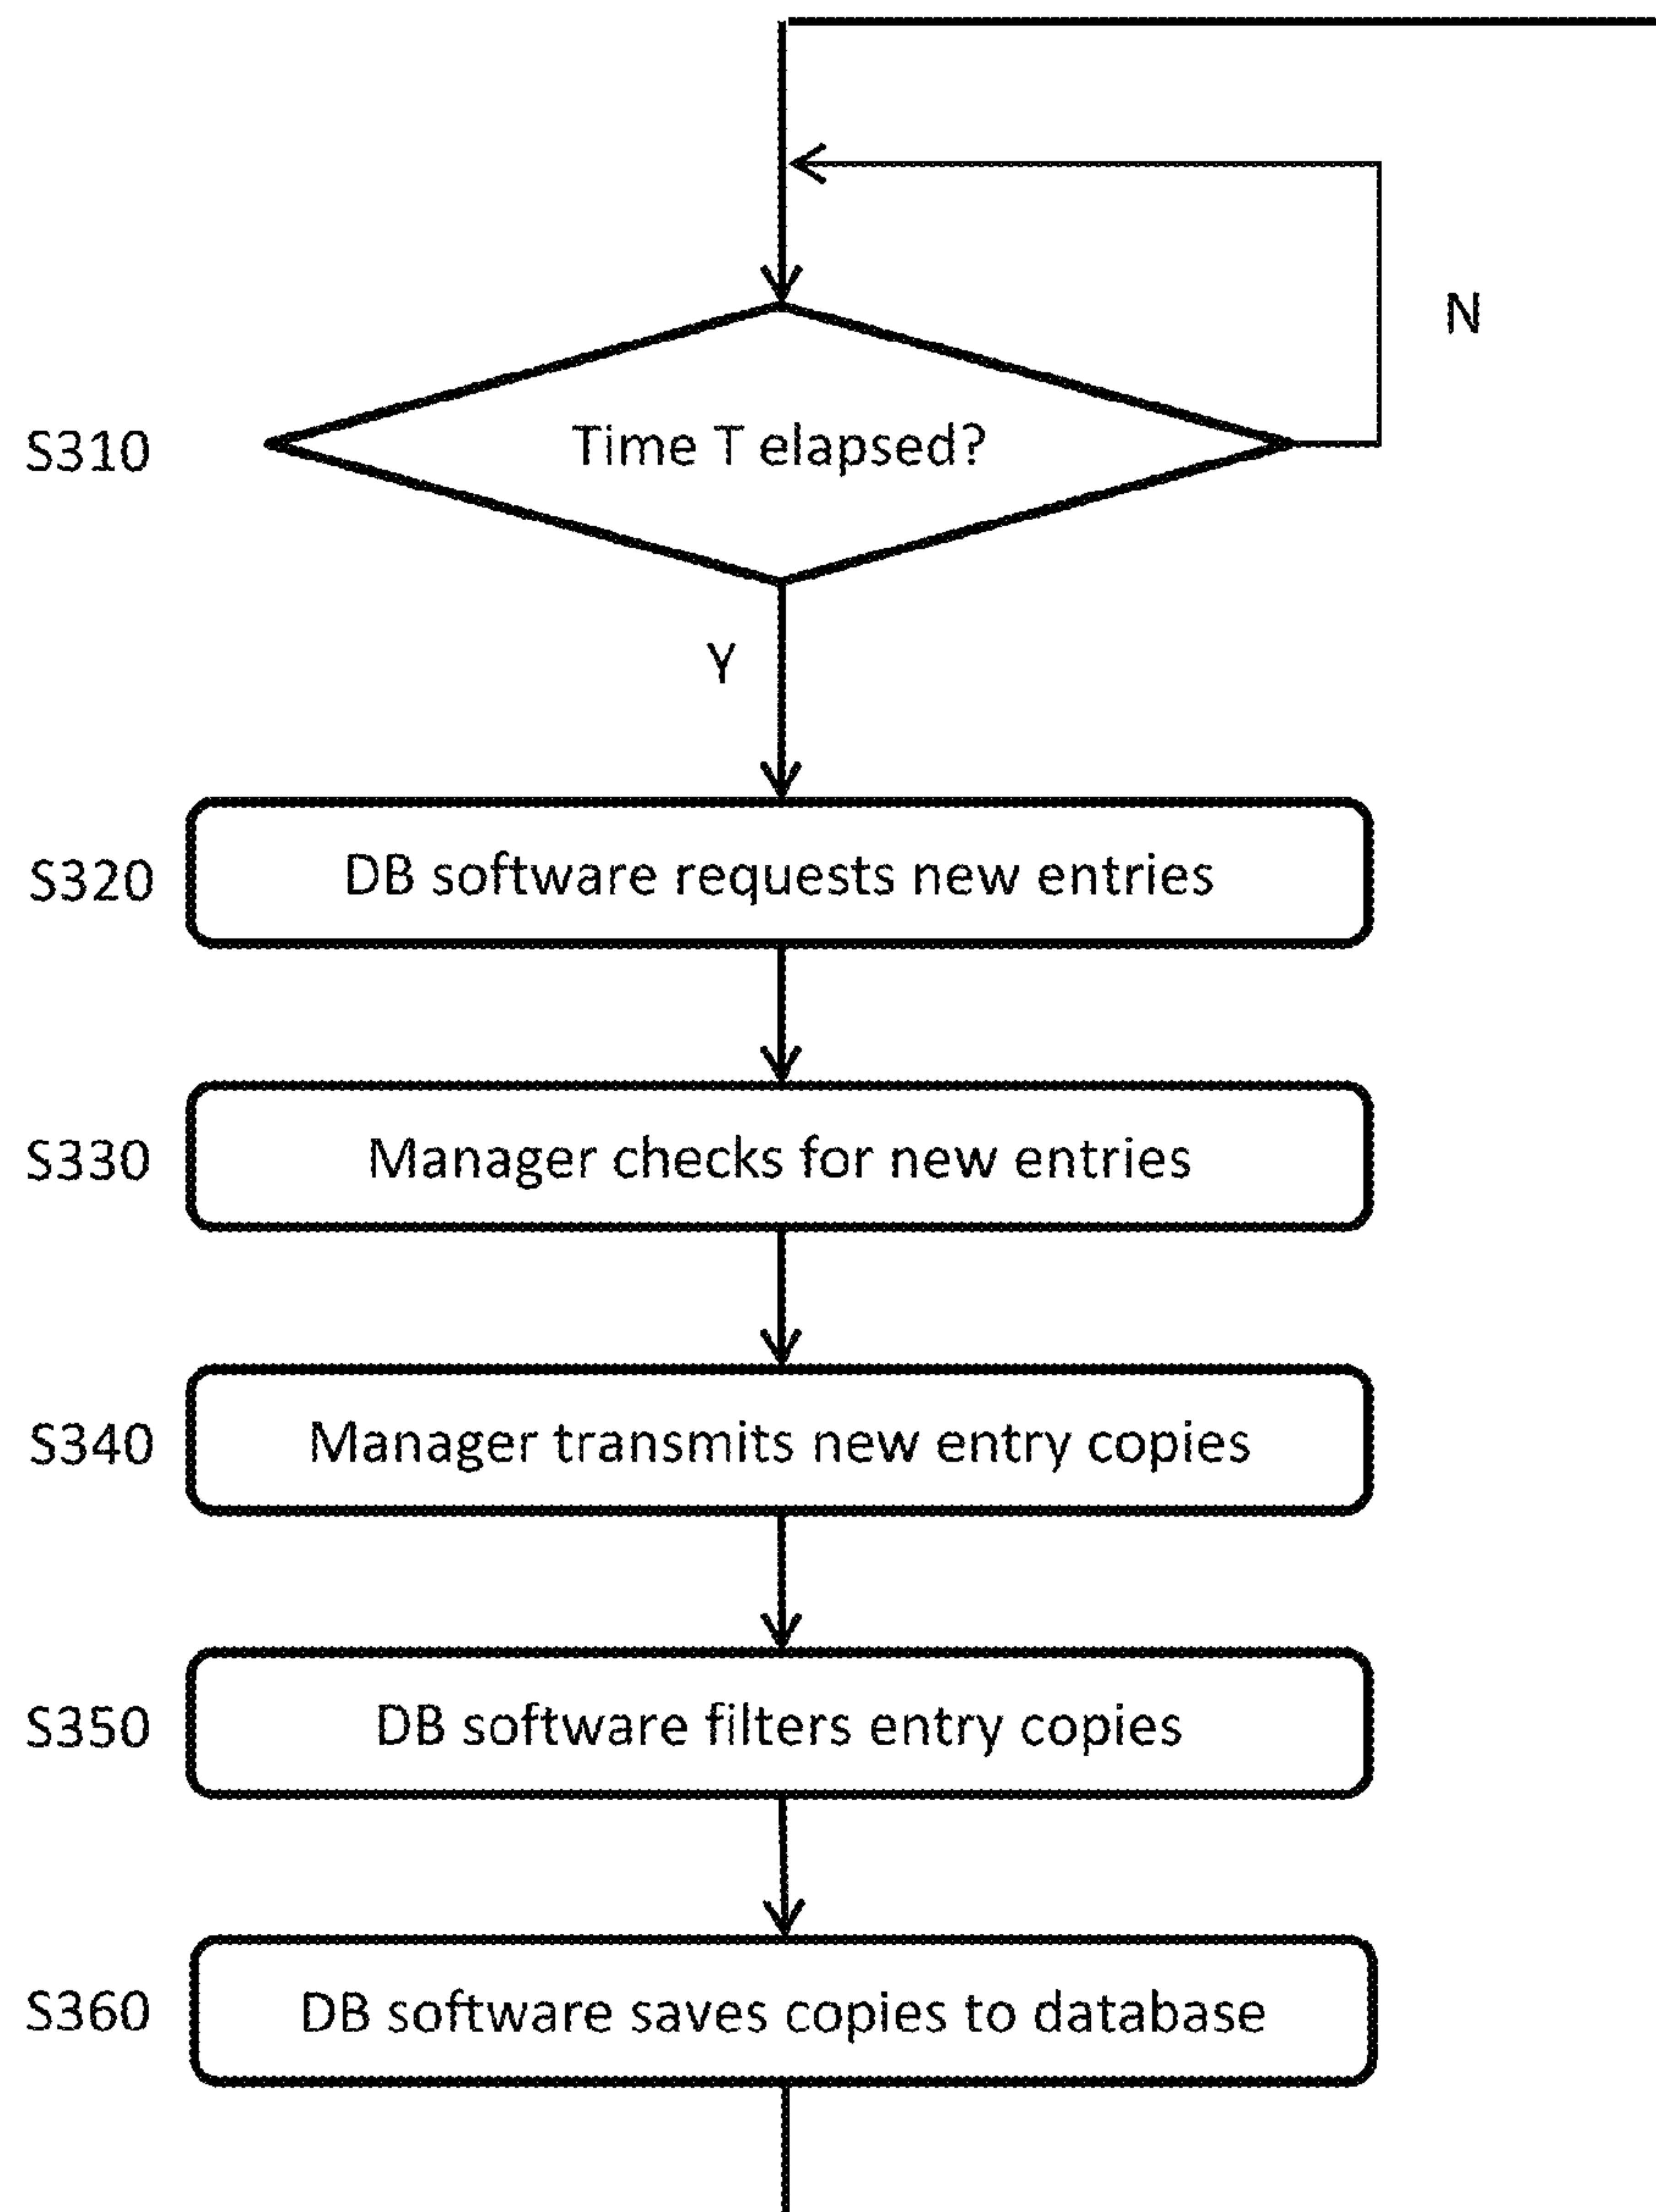 N
S310
Time T elapsed?
Y
S320
DB software requests new entries
S330
Manager checks for new entries
S340
Manager transmits new entry copies
S350
DB software filters entry copies
S360
DB software saves copies to database